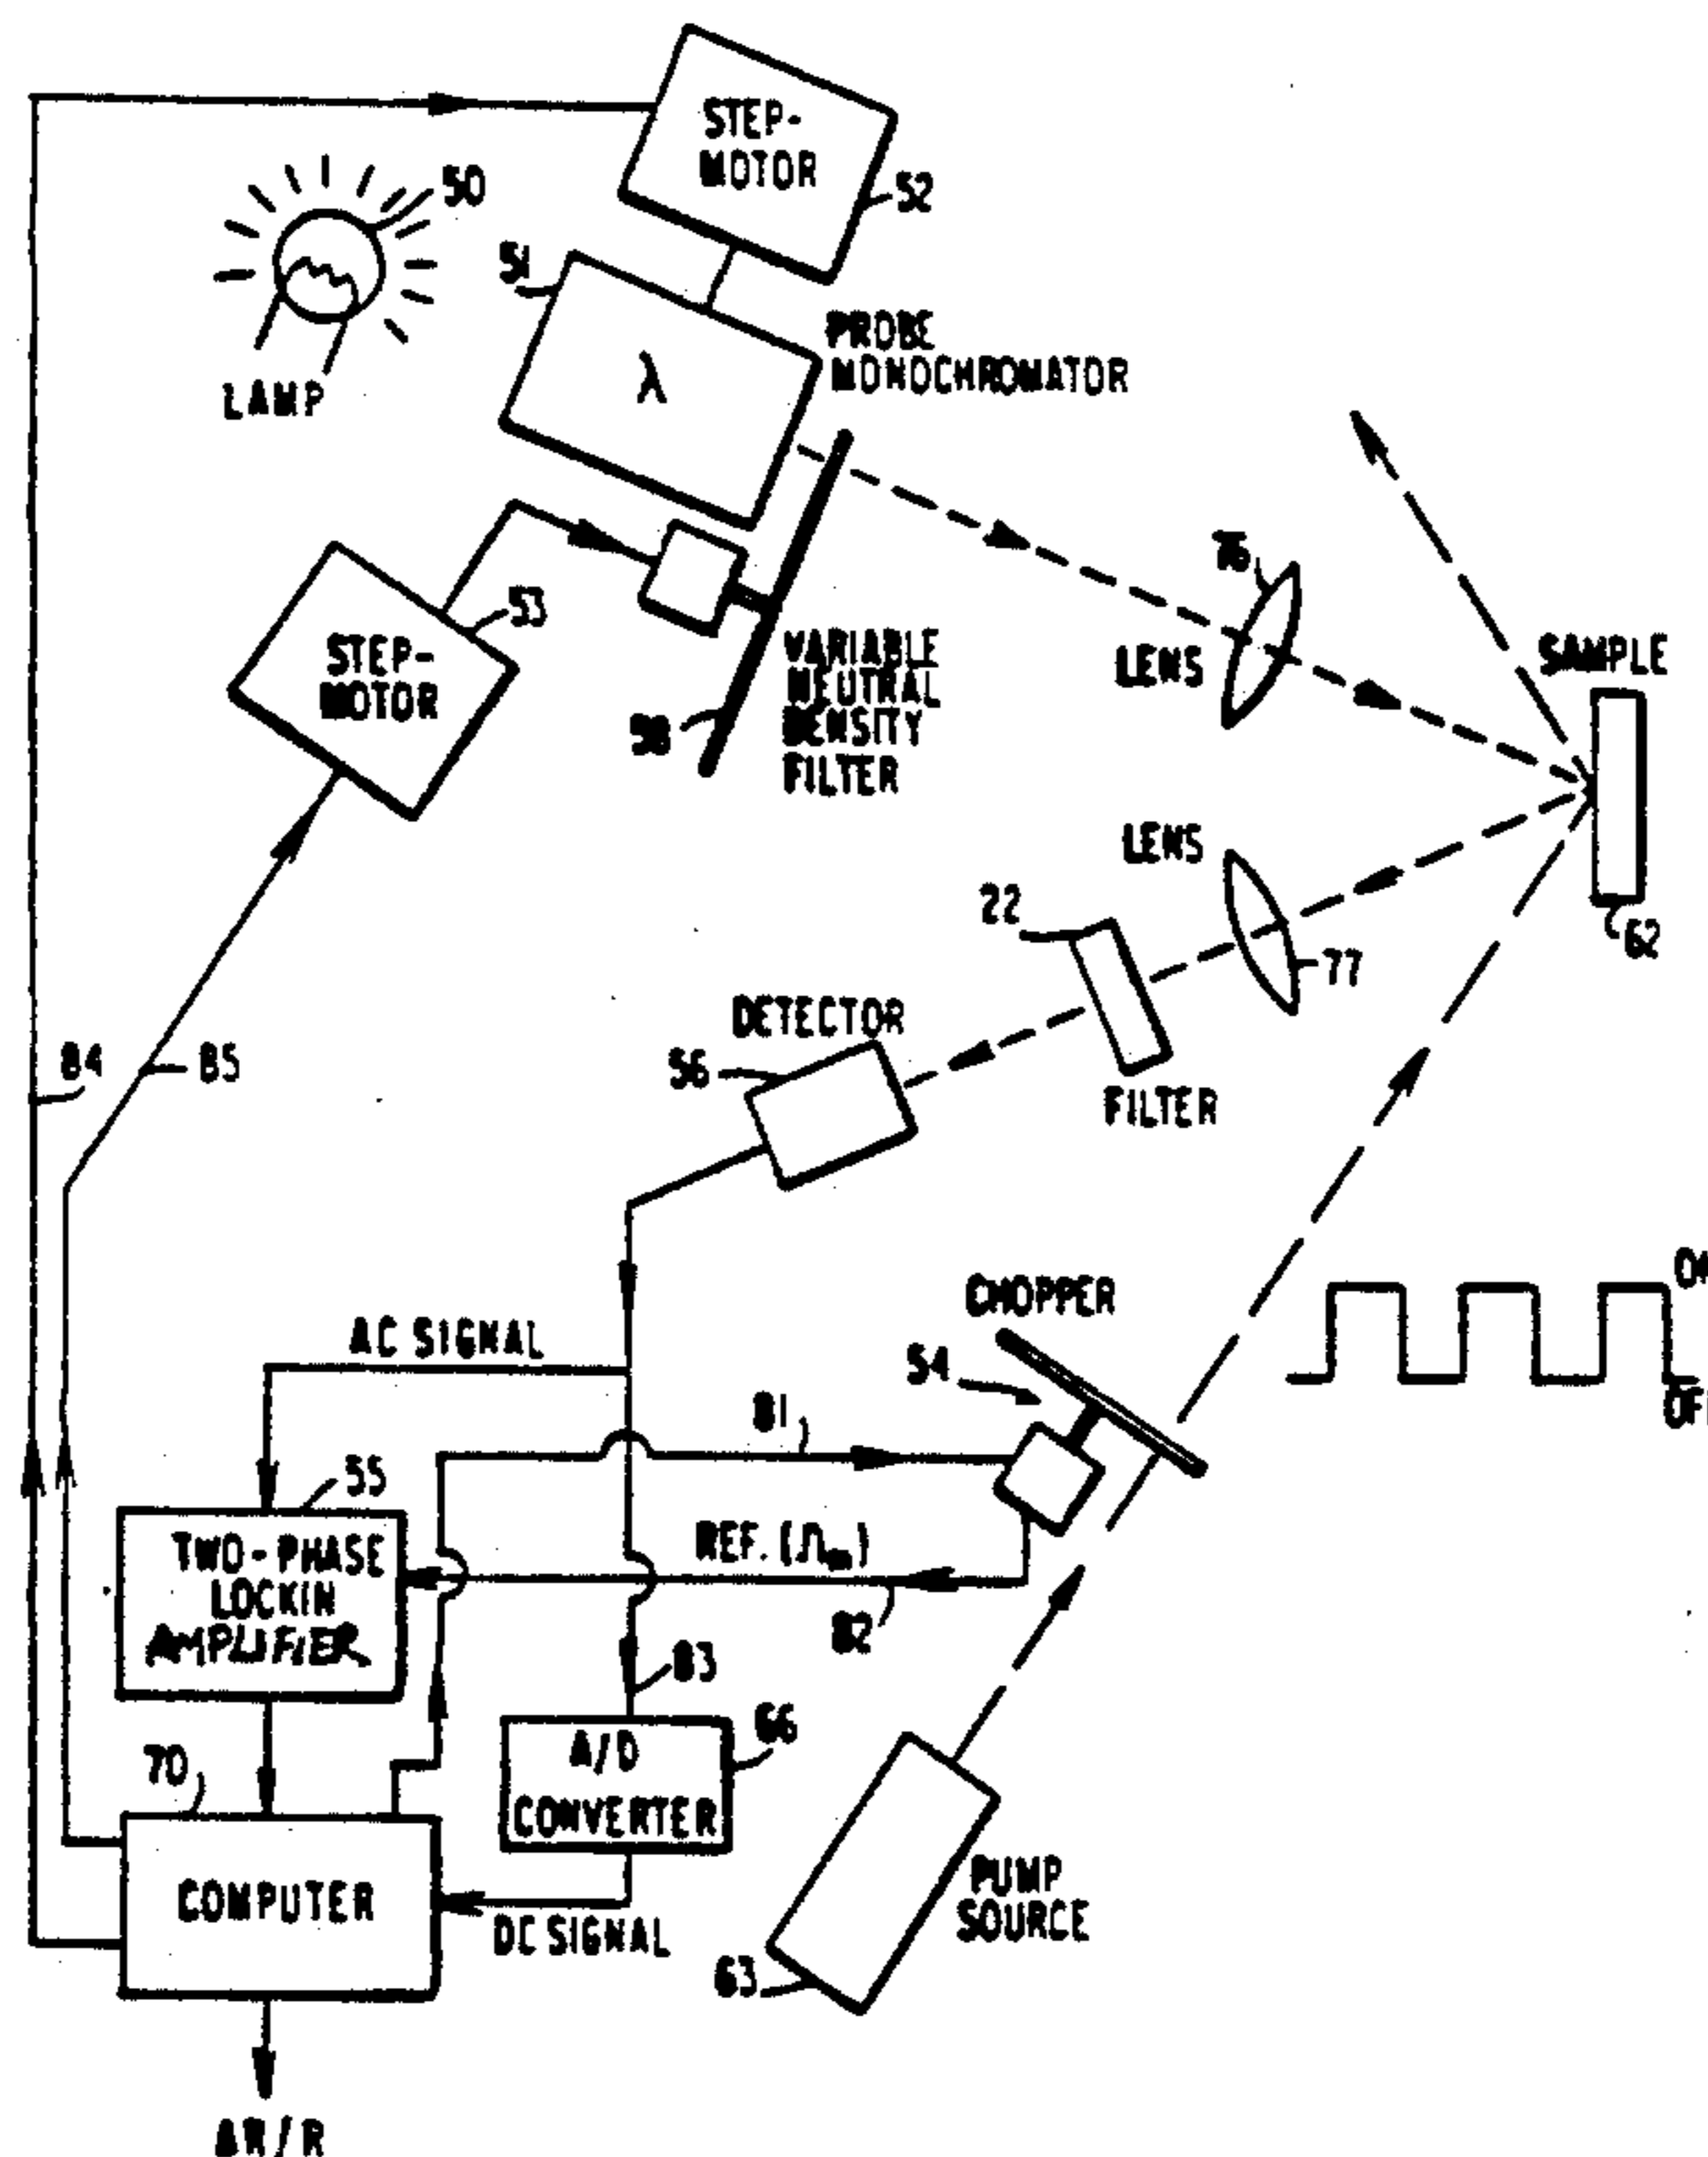 STEP-
MOTOR
52
50
LAMP
51
λ
PROBE
MONOCHROMATOR
STEP-
MOTOR
53
VARIABLE
NEUTRAL
DENSITY
FILTER
LENS
SAMPLE
62
LENS
77
22
FILTER
DETECTOR
56
84
85
CHOPPER
54
AC SIGNAL
81
55
TWO-PHASE
LOCKIN
AMPLIFIER
REF. (Ωm)
82
83
A/D
CONVERTER
66
70
COMPUTER
DC SIGNAL
PUMP
SOURCE
63
ΔR/R